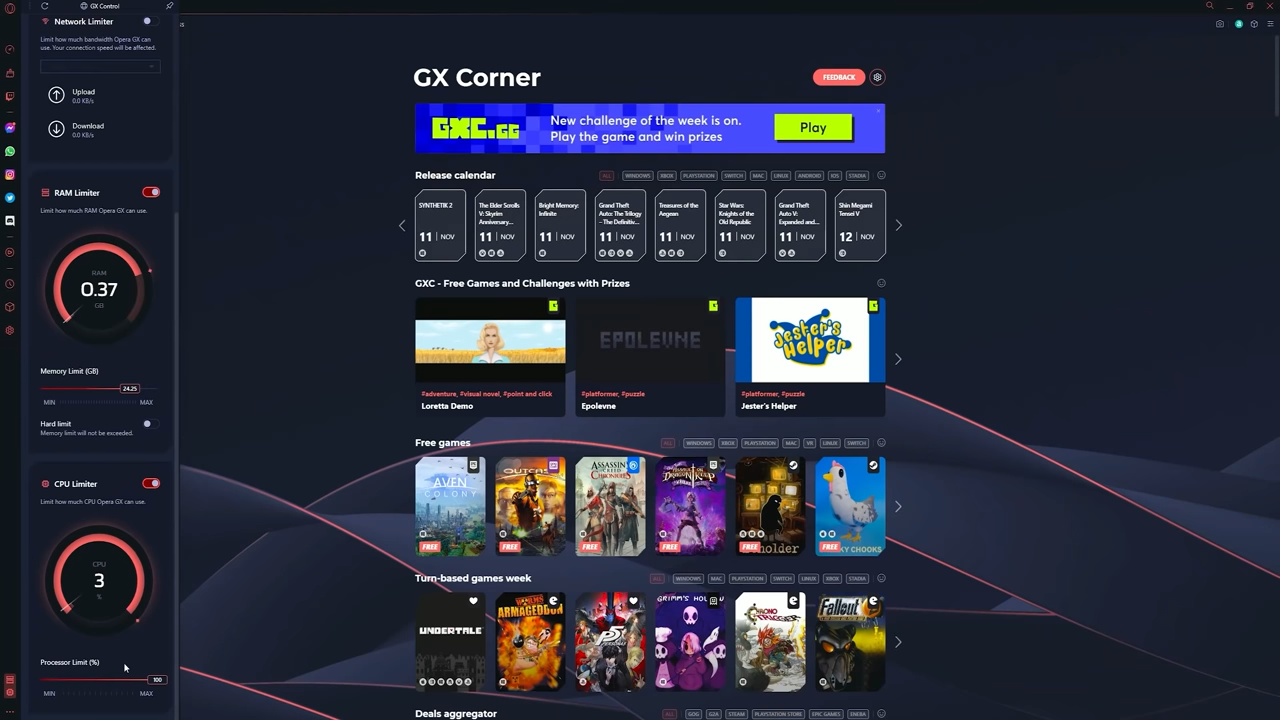 GX Control
Network Limiter
Limit how much bandwidth Opera GX can
use. Your connection speed will be affected.
Upload
0.0 KB/s
Download
0.0 KB/s
RAM Limiter
Limit how much RAM Opera GX can use.
RAM
0.37
GB
Memory Limit (GB)
24.25
MIN MAX
Hard limit
Memory limit will not be exceeded.
CPU Limiter
Limit how much CPU Opera GX can use.
CPU
3
%
Processor Limit (%)
100
MIN MAX
GX Corner
FEEDBACK
GXC.GG
New challenge of the week is on.
Play the game and win prizes
Play
Release calendar
ALL WINDOWS XBOX PLAYSTATION SWITCH MAC LINUX ANDROID IOS STADIA
SYNTHETIK 2
11 | NOV
The Elder Scrolls
V: Skyrim
Anniversary...
11 | NOV
Bright Memory:
Infinite
11 | NOV
Grand Theft
Auto: The Trilogy
– The Definitiv...
11 | NOV
Treasures of the
Aegean
11 | NOV
Star Wars:
Knights of the
Old Republic
11 | NOV
Grand Theft
Auto V:
Expanded and...
11 | NOV
Shin Megami
Tensei V
12 | NOV
GXC - Free Games and Challenges with Prizes
#adventure, #visual novel, #point and click
Loretta Demo
EPOLEVNE
#platformer, #puzzle
Epolevne
Jester's
Helper
#platformer, #puzzle
Jester's Helper
Free games
ALL WINDOWS XBOX PLAYSTATION MAC VR LINUX SWITCH
AVEN
COLONY
FREE
OUTCAST
FREE
ASSASSIN'S
CREED
CHRONICLES
FREE
DRAGON KEEP
FREE
FREE
FREE
Turn-based games week
ALL WINDOWS MAC PLAYSTATION SWITCH LINUX XBOX STADIA
UNDERTALE
WORMS
ARMAGEDDON
P5
GRIMM'S HOLLOW
CHRONO
TRIGGER
Fallout
Deals aggregator
ALL GOG G2A STEAM PLAYSTATION STORE EPIC GAMES ENEBA